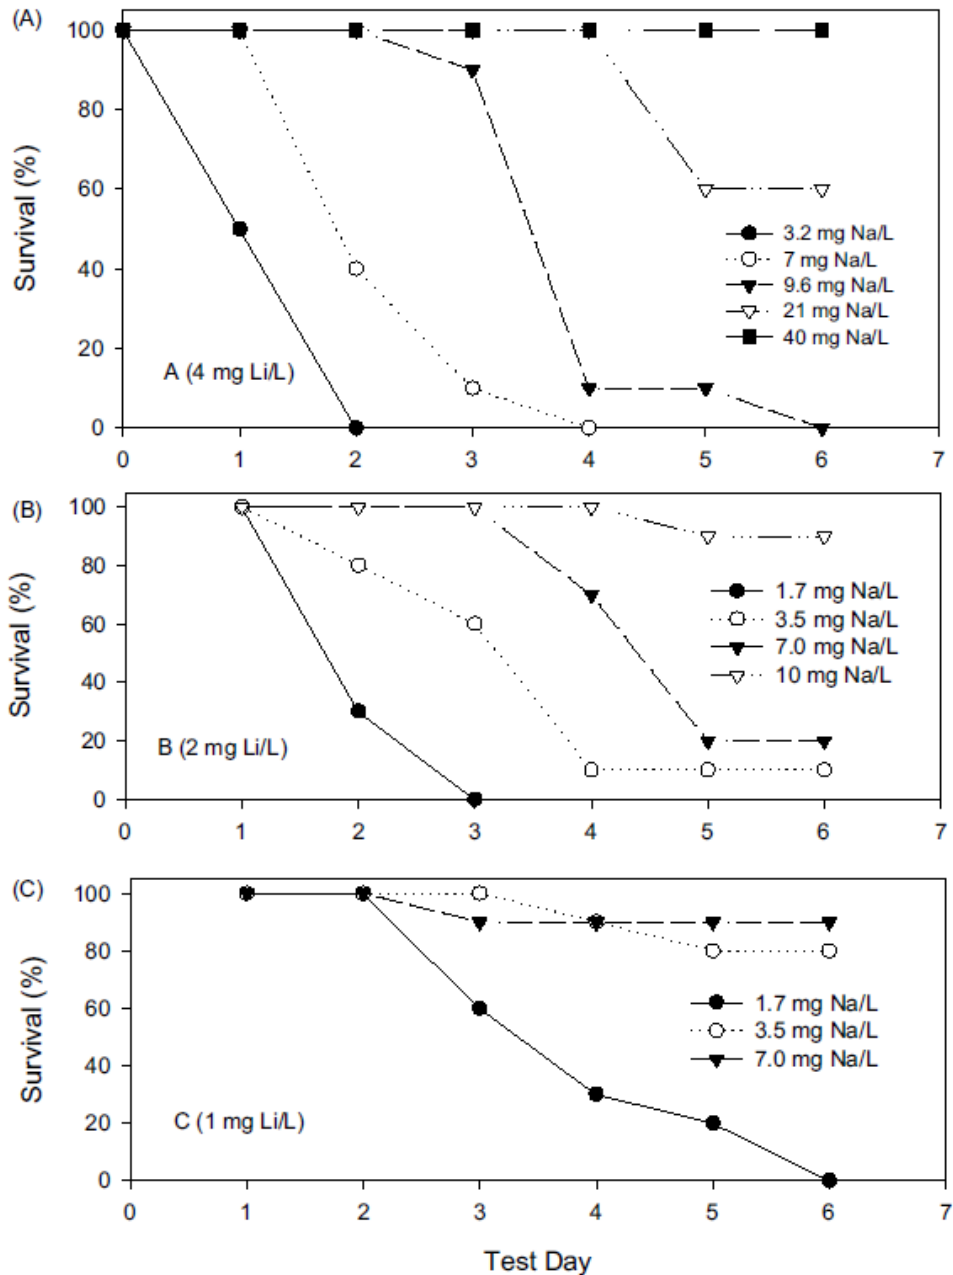 (A)
100
80
60
40
20
0
Survival (%)
3.2 mg Na/L
7 mg Na/L
9.6 mg Na/L
21 mg Na/L
40 mg Na/L
A (4 mg Li/L)
0 1 2 3 4 5 6 7
(B)
100
80
60
40
20
0
Survival (%)
1.7 mg Na/L
3.5 mg Na/L
7.0 mg Na/L
10 mg Na/L
B (2 mg Li/L)
0 1 2 3 4 5 6 7
(C)
100
80
60
40
20
0
Survival (%)
1.7 mg Na/L
3.5 mg Na/L
7.0 mg Na/L
C (1 mg Li/L)
0 1 2 3 4 5 6 7
Test Day